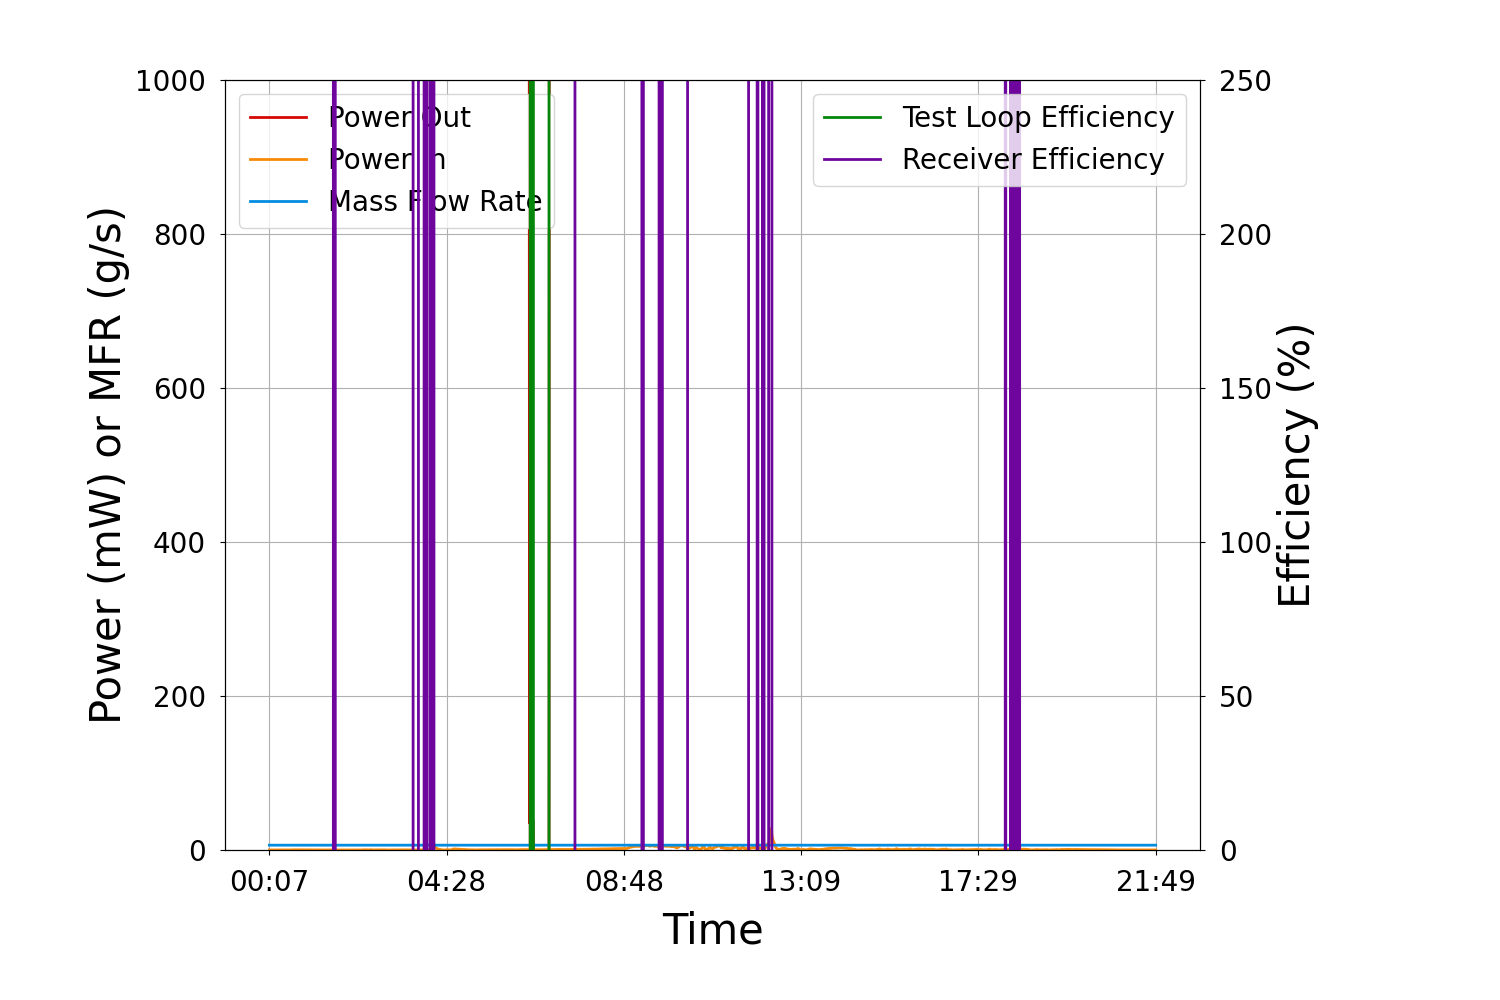 1000
800
600
400
200
0
Power (mW) or MFR (g/s)
Power Out
Power In
Mass Flow Rate
Test Loop Efficiency
Receiver Efficiency
250
200
150
100
50
0
Efficiency (%)
00:07 04:28 08:48 13:09 17:29 21:49
Time